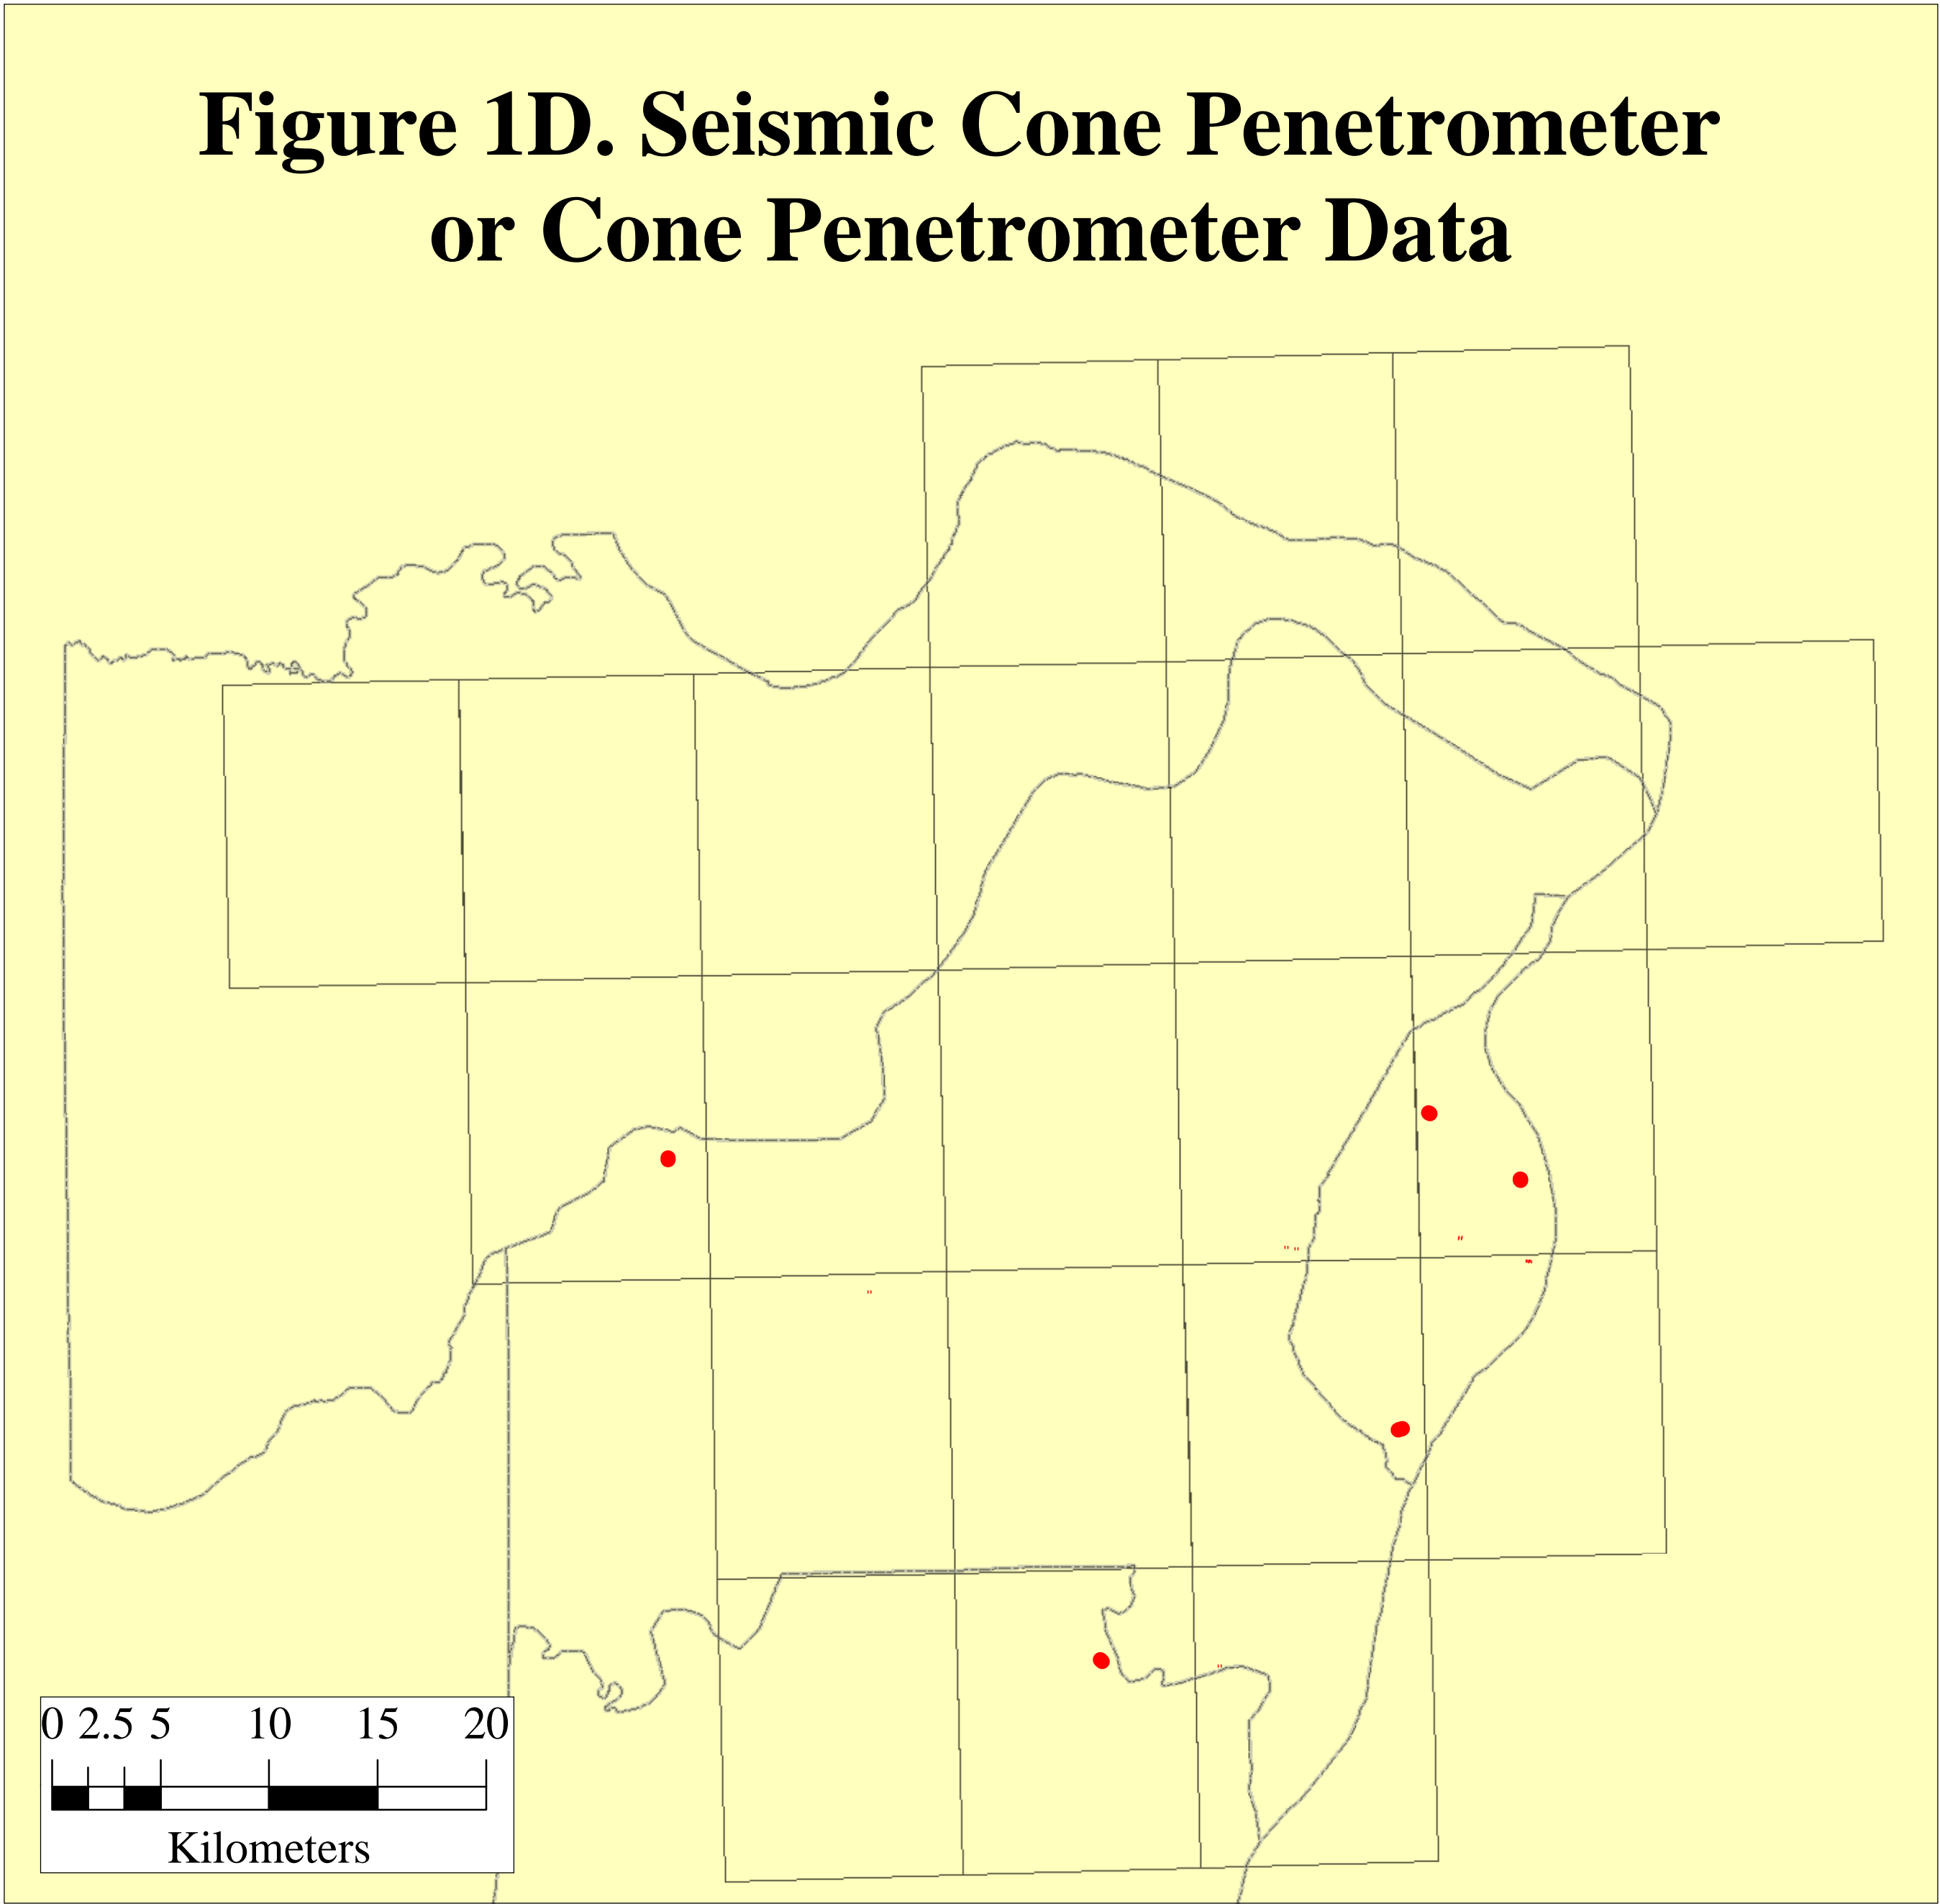 Figure 1D. Seismic Cone Penetrometer
or Cone Penetrometer Data
0 2.5 5 10 15 20
Kilometers